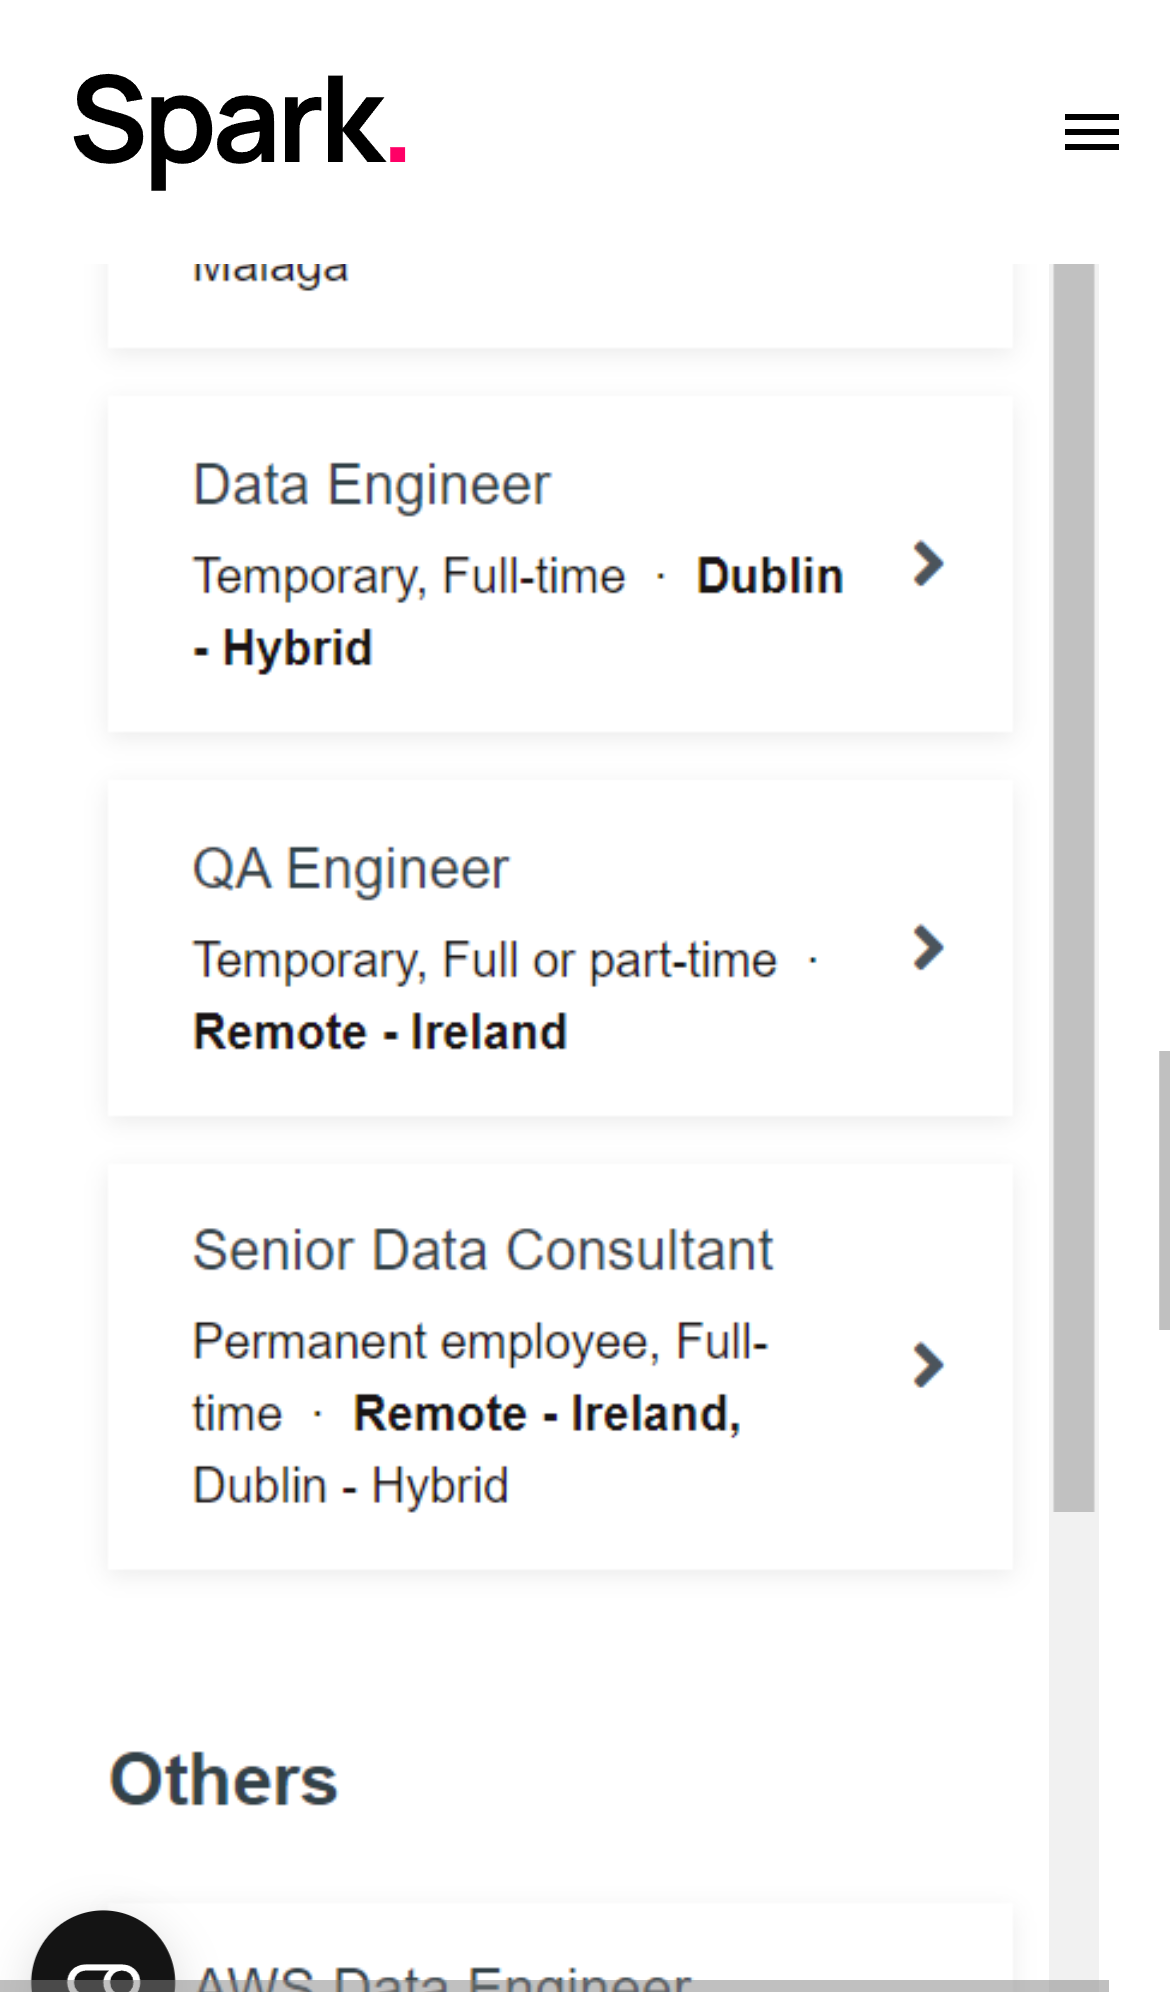 Spark.
Malaga
Data Engineer
Temporary, Full-time · Dublin
- Hybrid
QA Engineer
Temporary, Full or part-time ·
Remote - Ireland
Senior Data Consultant
Permanent employee, Full-
time · Remote - Ireland,
Dublin - Hybrid
Others
AWS Data Engineer